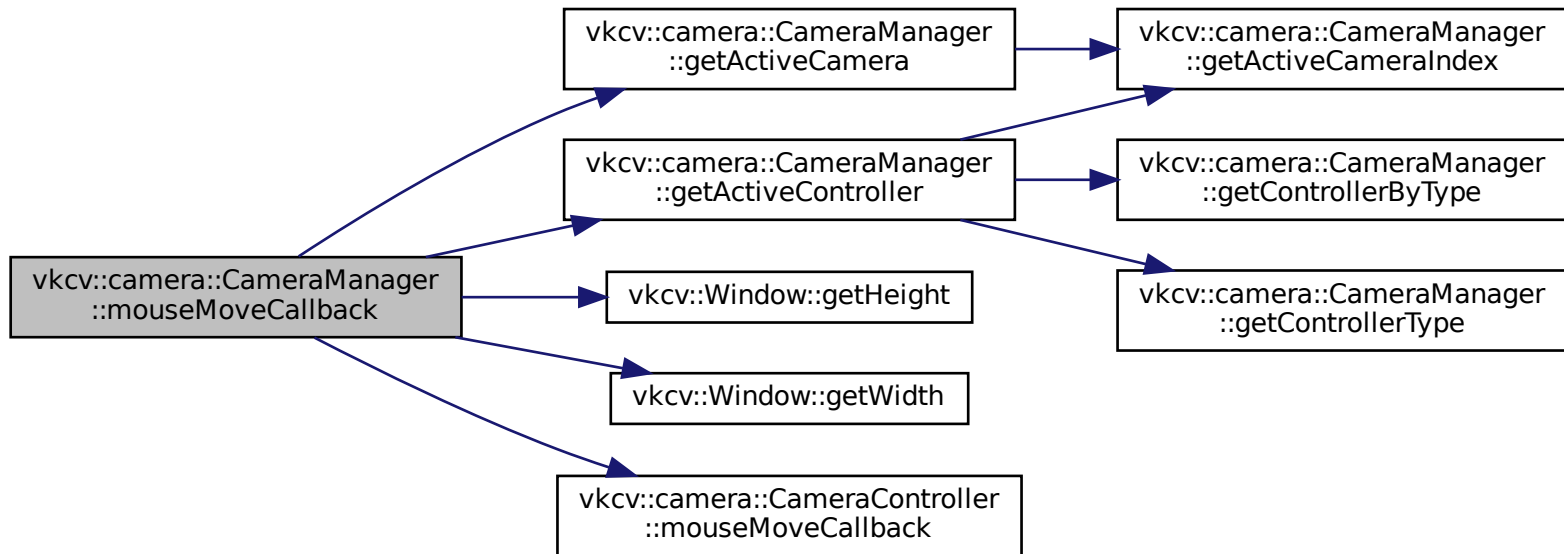 vkcv::camera::CameraManager
::mouseMoveCallback
vkcv::camera::CameraManager
::getActiveCamera
vkcv::camera::CameraManager
::getActiveController
vkcv::Window::getHeight
vkcv::Window::getWidth
vkcv::camera::CameraController
::mouseMoveCallback
vkcv::camera::CameraManager
::getActiveCameraIndex
vkcv::camera::CameraManager
::getControllerByType
vkcv::camera::CameraManager
::getControllerType